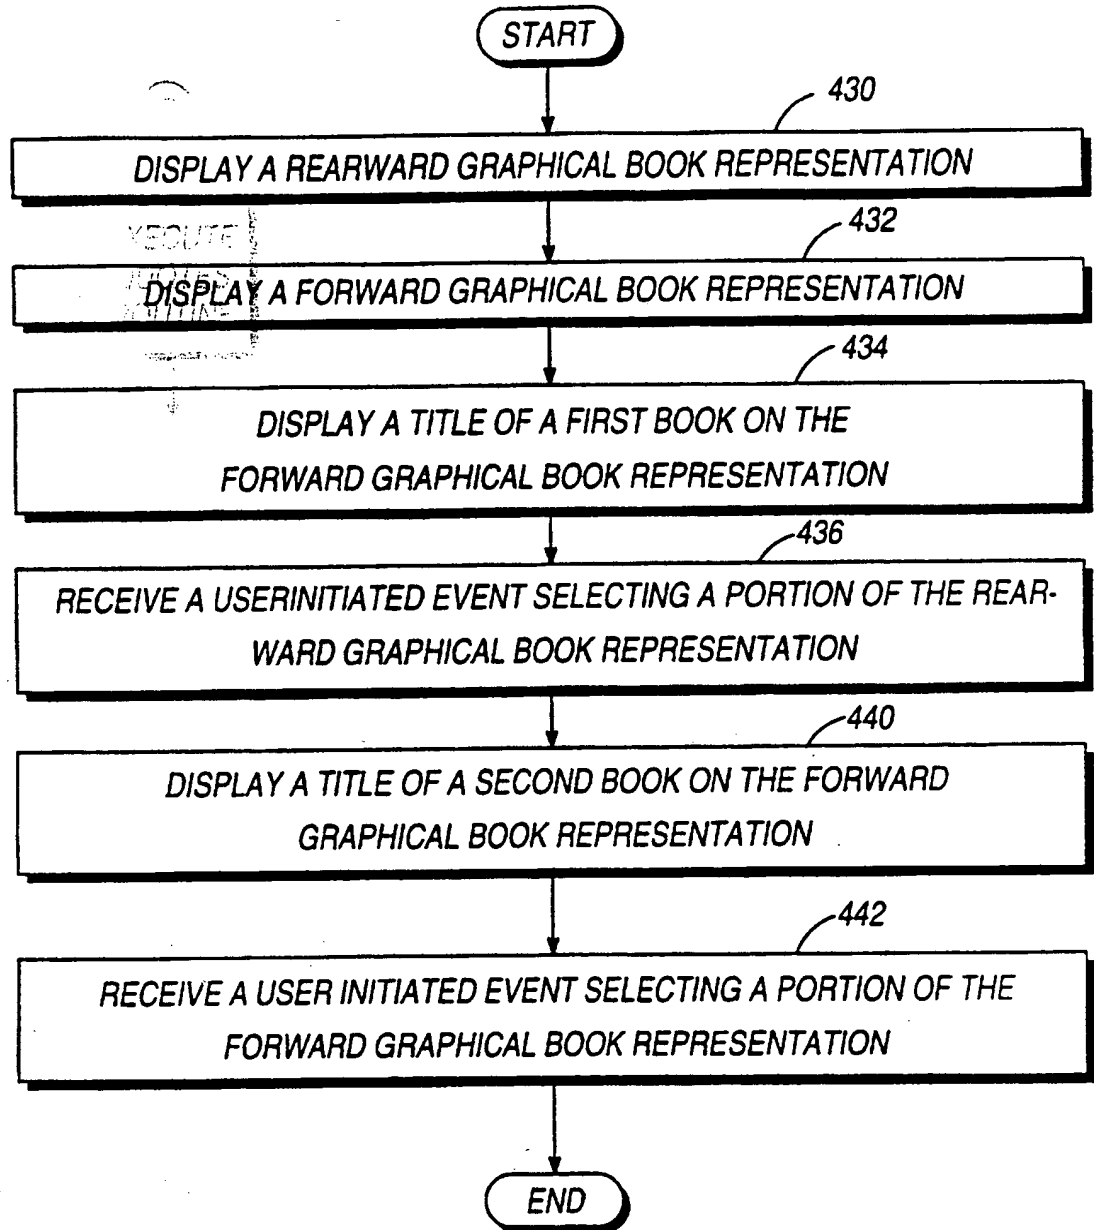 START
430
DISPLAY A REARWARD GRAPHICAL BOOK REPRESENTATION
432
DISPLAY A FORWARD GRAPHICAL BOOK REPRESENTATION
434
DISPLAY A TITLE OF A FIRST BOOK ON THE
FORWARD GRAPHICAL BOOK REPRESENTATION
436
RECEIVE A USERINITIATED EVENT SELECTING A PORTION OF THE REAR-
WARD GRAPHICAL BOOK REPRESENTATION
440
DISPLAY A TITLE OF A SECOND BOOK ON THE FORWARD
GRAPHICAL BOOK REPRESENTATION
442
RECEIVE A USER INITIATED EVENT SELECTING A PORTION OF THE
FORWARD GRAPHICAL BOOK REPRESENTATION
END